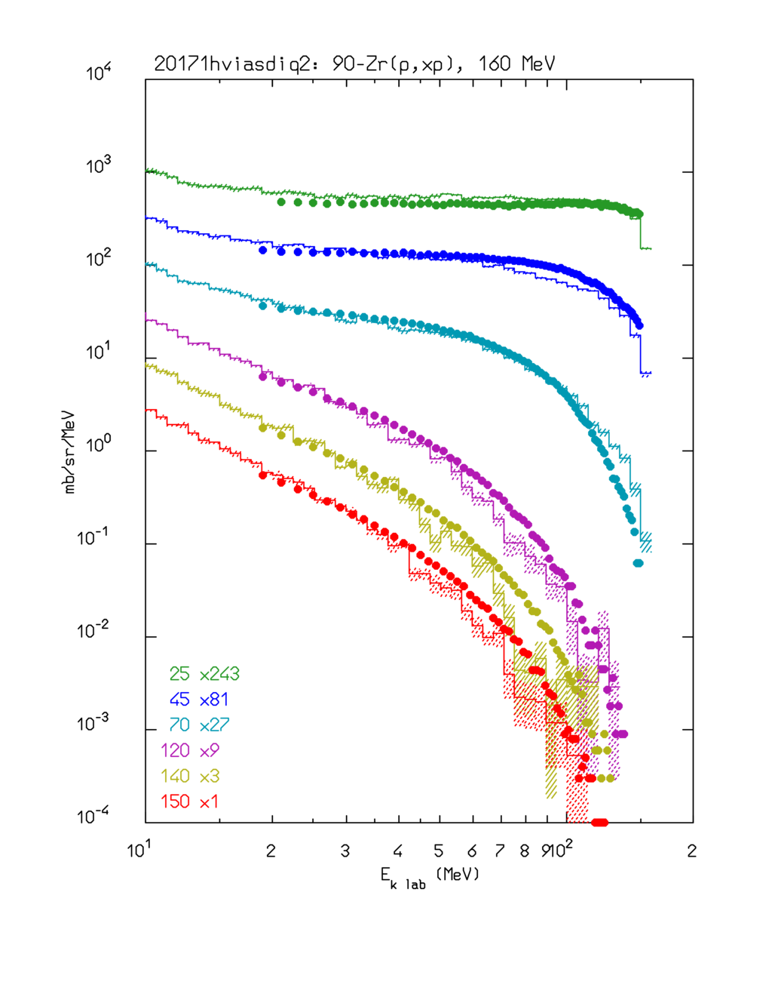 20171hviasdiq2: 90-Zr(p,xp), 160 MeV
10^4
10^3
10^2
10^1
10^0
10^-1
10^-2
10^-3
10^-4
mb/sr/MeV
25 x243
45 x81
70 x27
120 x9
140 x3
150 x1
10^1 2 3 4 5 6 7 8 9 10^2 2
E_k lab (MeV)